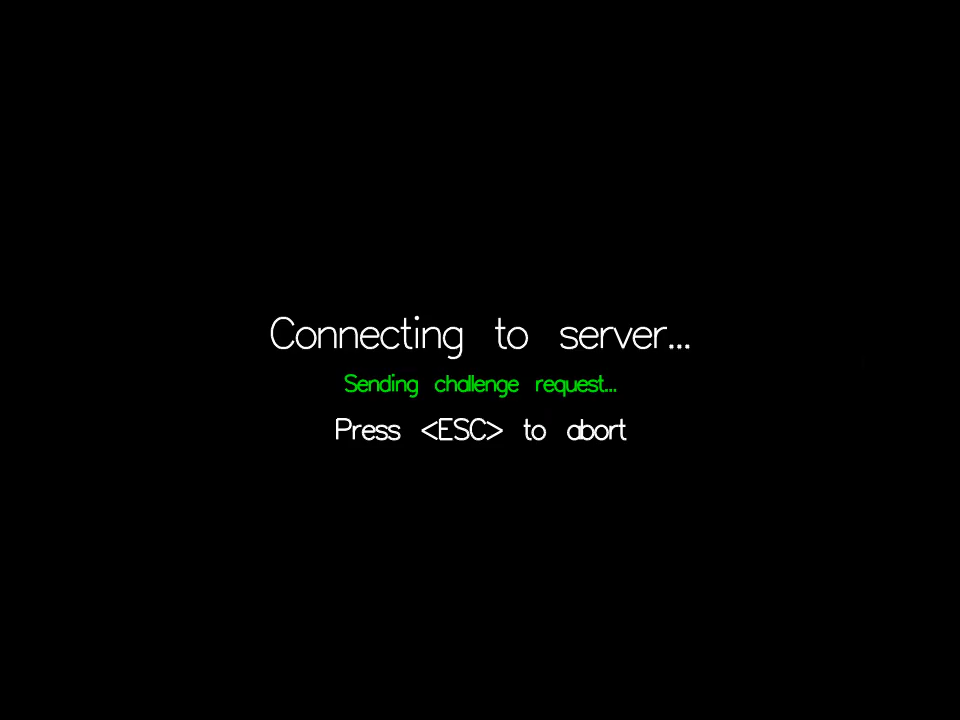 Connecting to server...
Sending challenge request...
Press <ESC> to abort